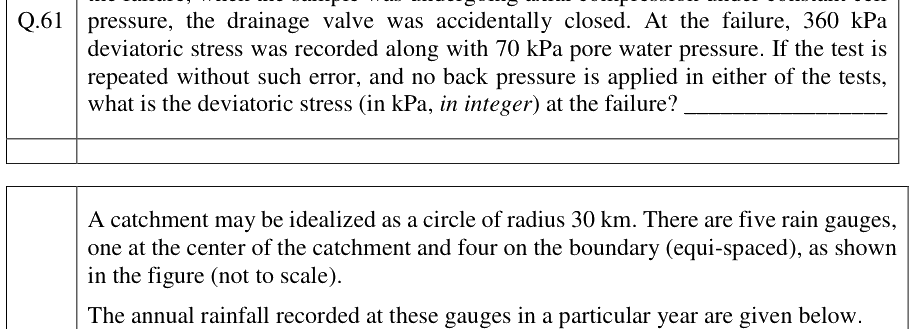 Q.61 pressure, the drainage valve was accidentally closed. At the failure, 360 kPa
deviatoric stress was recorded along with 70 kPa pore water pressure. If the test is
repeated without such error, and no back pressure is applied in either of the tests,
what is the deviatoric stress (in kPa, in integer) at the failure? _________________
A catchment may be idealized as a circle of radius 30 km. There are five rain gauges,
one at the center of the catchment and four on the boundary (equi-spaced), as shown
in the figure (not to scale).
The annual rainfall recorded at these gauges in a particular year are given below.